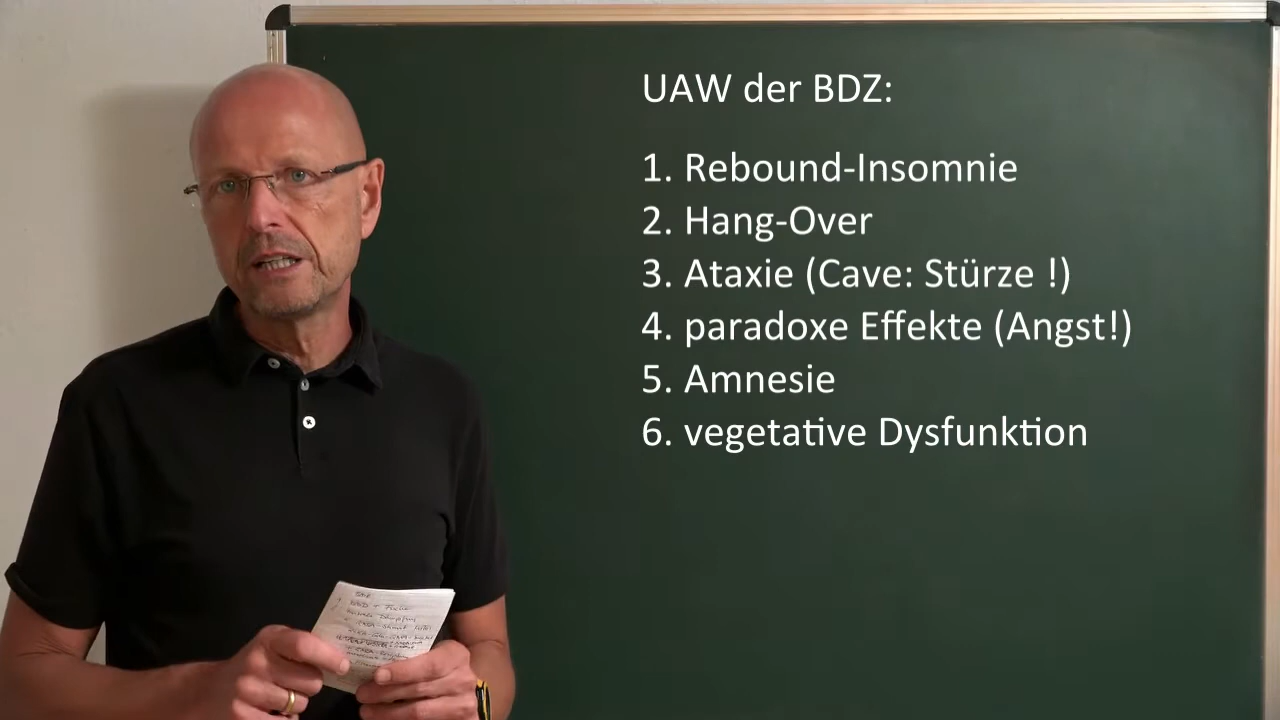 UAW der BDZ:
1. Rebound-Insomnie
2. Hang-Over
3. Ataxie (Cave: Stürze !)
4. paradoxe Effekte (Angst!)
5. Amnesie
6. vegetative Dysfunktion